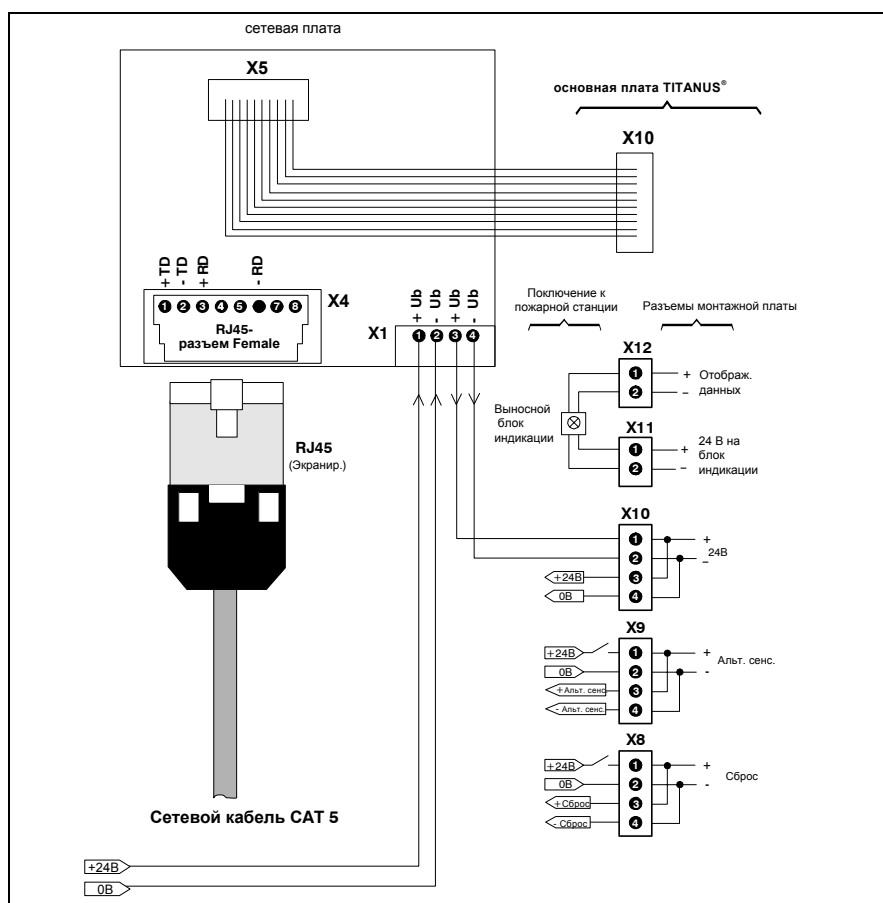 сетевая плата
X5
основная плата TITANUS®
X10
+ TD
- TD
+ RD
- RD
1 2 3 4 5 7 8
X4
RJ45-
разъем Female
X1
+ Ub
- Ub
+ Ub
- Ub
1 2 3 4
Поключение к
пожарной станции
Разъемы монтажной платы
X12
1
2
+ Отображ.
– данных
Выносной
блок
индикации
X11
1
2
+ 24 В на
блок
– индикации
RJ45
(Экранир.)
X10
1
2
3
4
+
– 24В
+24В
0В
X9
+24В
0В
+ Альт. сенс
- Альт. сенс.
1
2
3
4
+
-
Альт. сенс.
X8
+24В
0В
+ Сброс
- Сброс
1
2
3
4
+
-
Сброс
Сетевой кабель CAT 5
+24В
0В